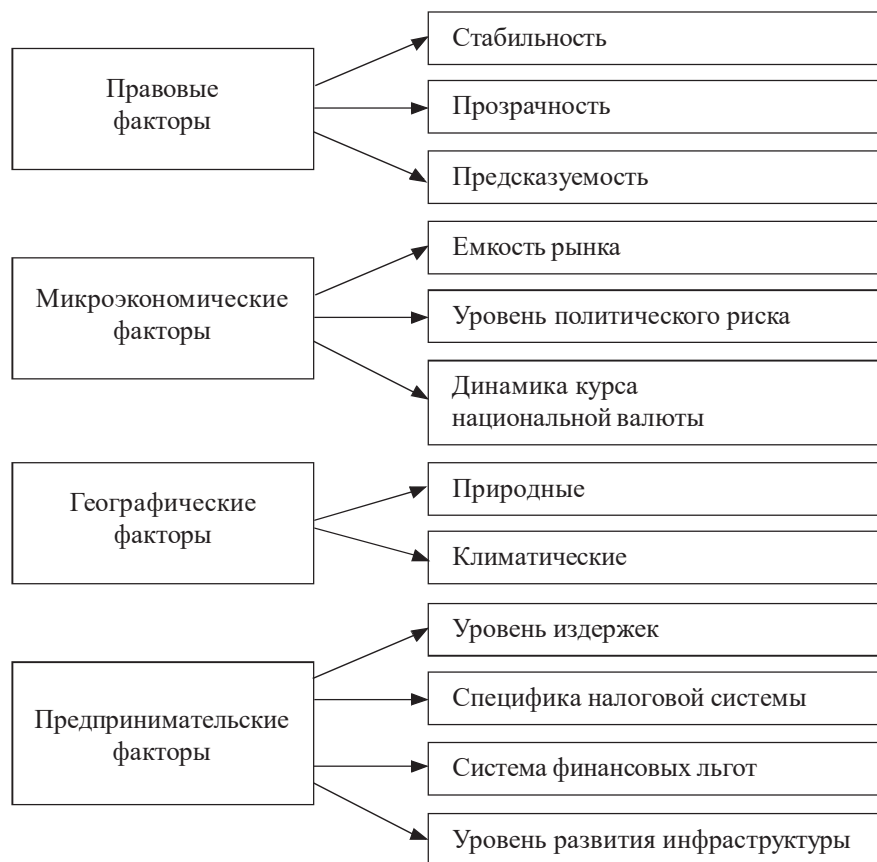 Правовые
факторы
Стабильность
Прозрачность
Предсказуемость
Микроэкономические
факторы
Емкость рынка
Уровень политического риска
Динамика курса
национальной валюты
Географические
факторы
Природные
Климатические
Предпринимательские
факторы
Уровень издержек
Специфика налоговой системы
Система финансовых льгот
Уровень развития инфраструктуры